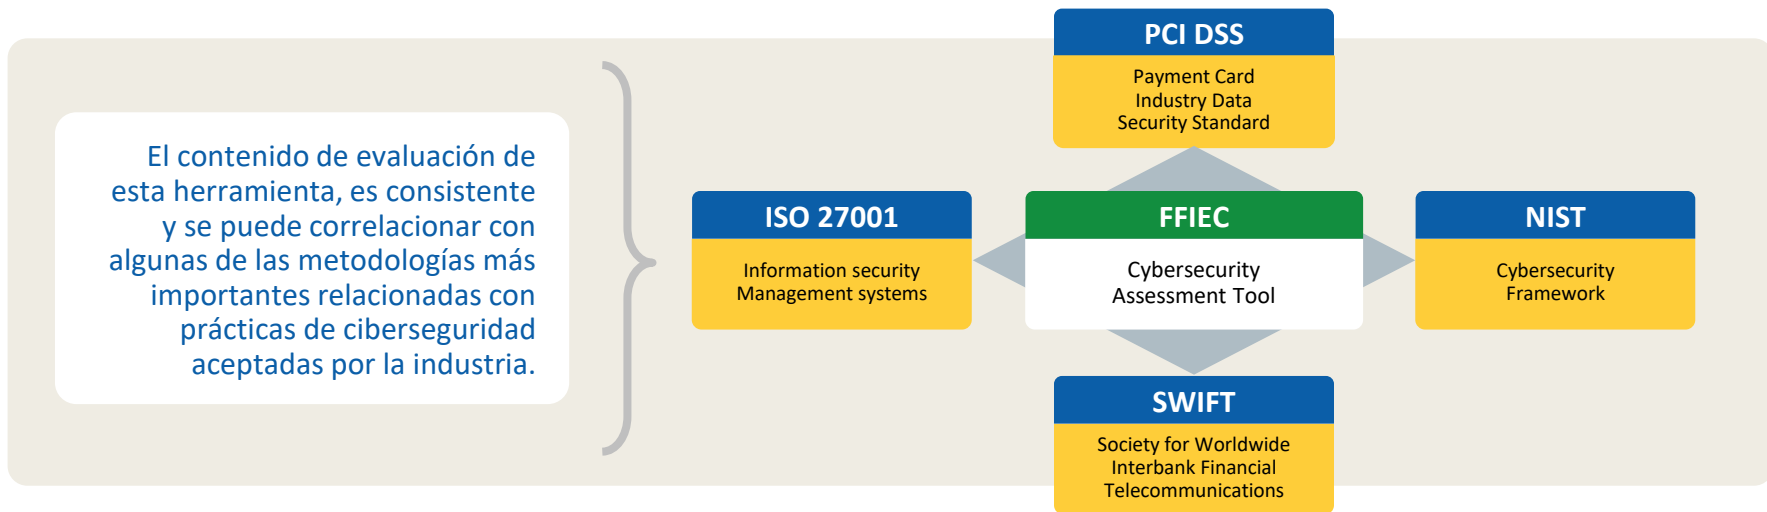 El contenido de evaluación de
esta herramienta, es consistente
y se puede correlacionar con
algunas de las metodologías más
importantes relacionadas con
prácticas de ciberseguridad
aceptadas por la industria.
PCI DSS
Payment Card
Industry Data
Security Standard
ISO 27001
Information security
Management systems
FFIEC
Cybersecurity
Assessment Tool
NIST
Cybersecurity
Framework
SWIFT
Society for Worldwide
Interbank Financial
Telecommunications